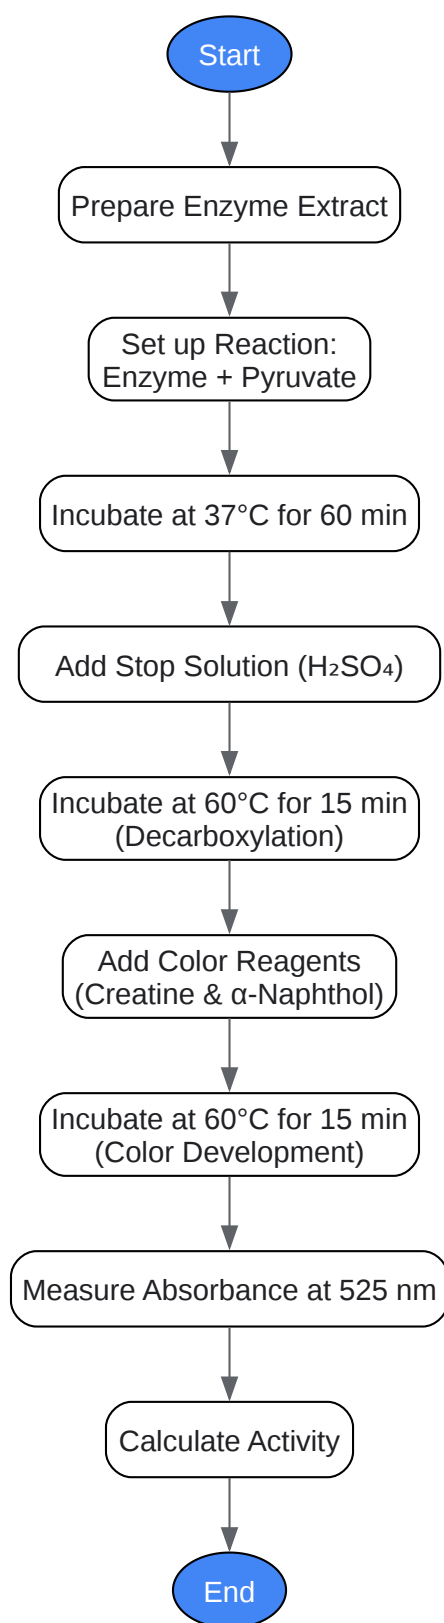 Start
Prepare Enzyme Extract
Set up Reaction:
Enzyme + Pyruvate
Incubate at 37°C for 60 min
Add Stop Solution (H₂SO₄)
Incubate at 60°C for 15 min
(Decarboxylation)
Add Color Reagents
(Creatine & α-Naphthol)
Incubate at 60°C for 15 min
(Color Development)
Measure Absorbance at 525 nm
Calculate Activity
End